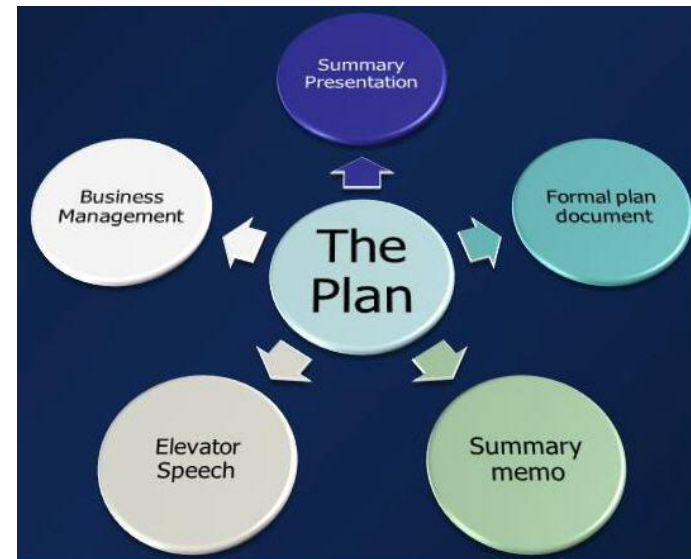 Summary
Presentation
Business
Management
Formal plan
document
The
Plan
Elevator
Speech
Summary
memo